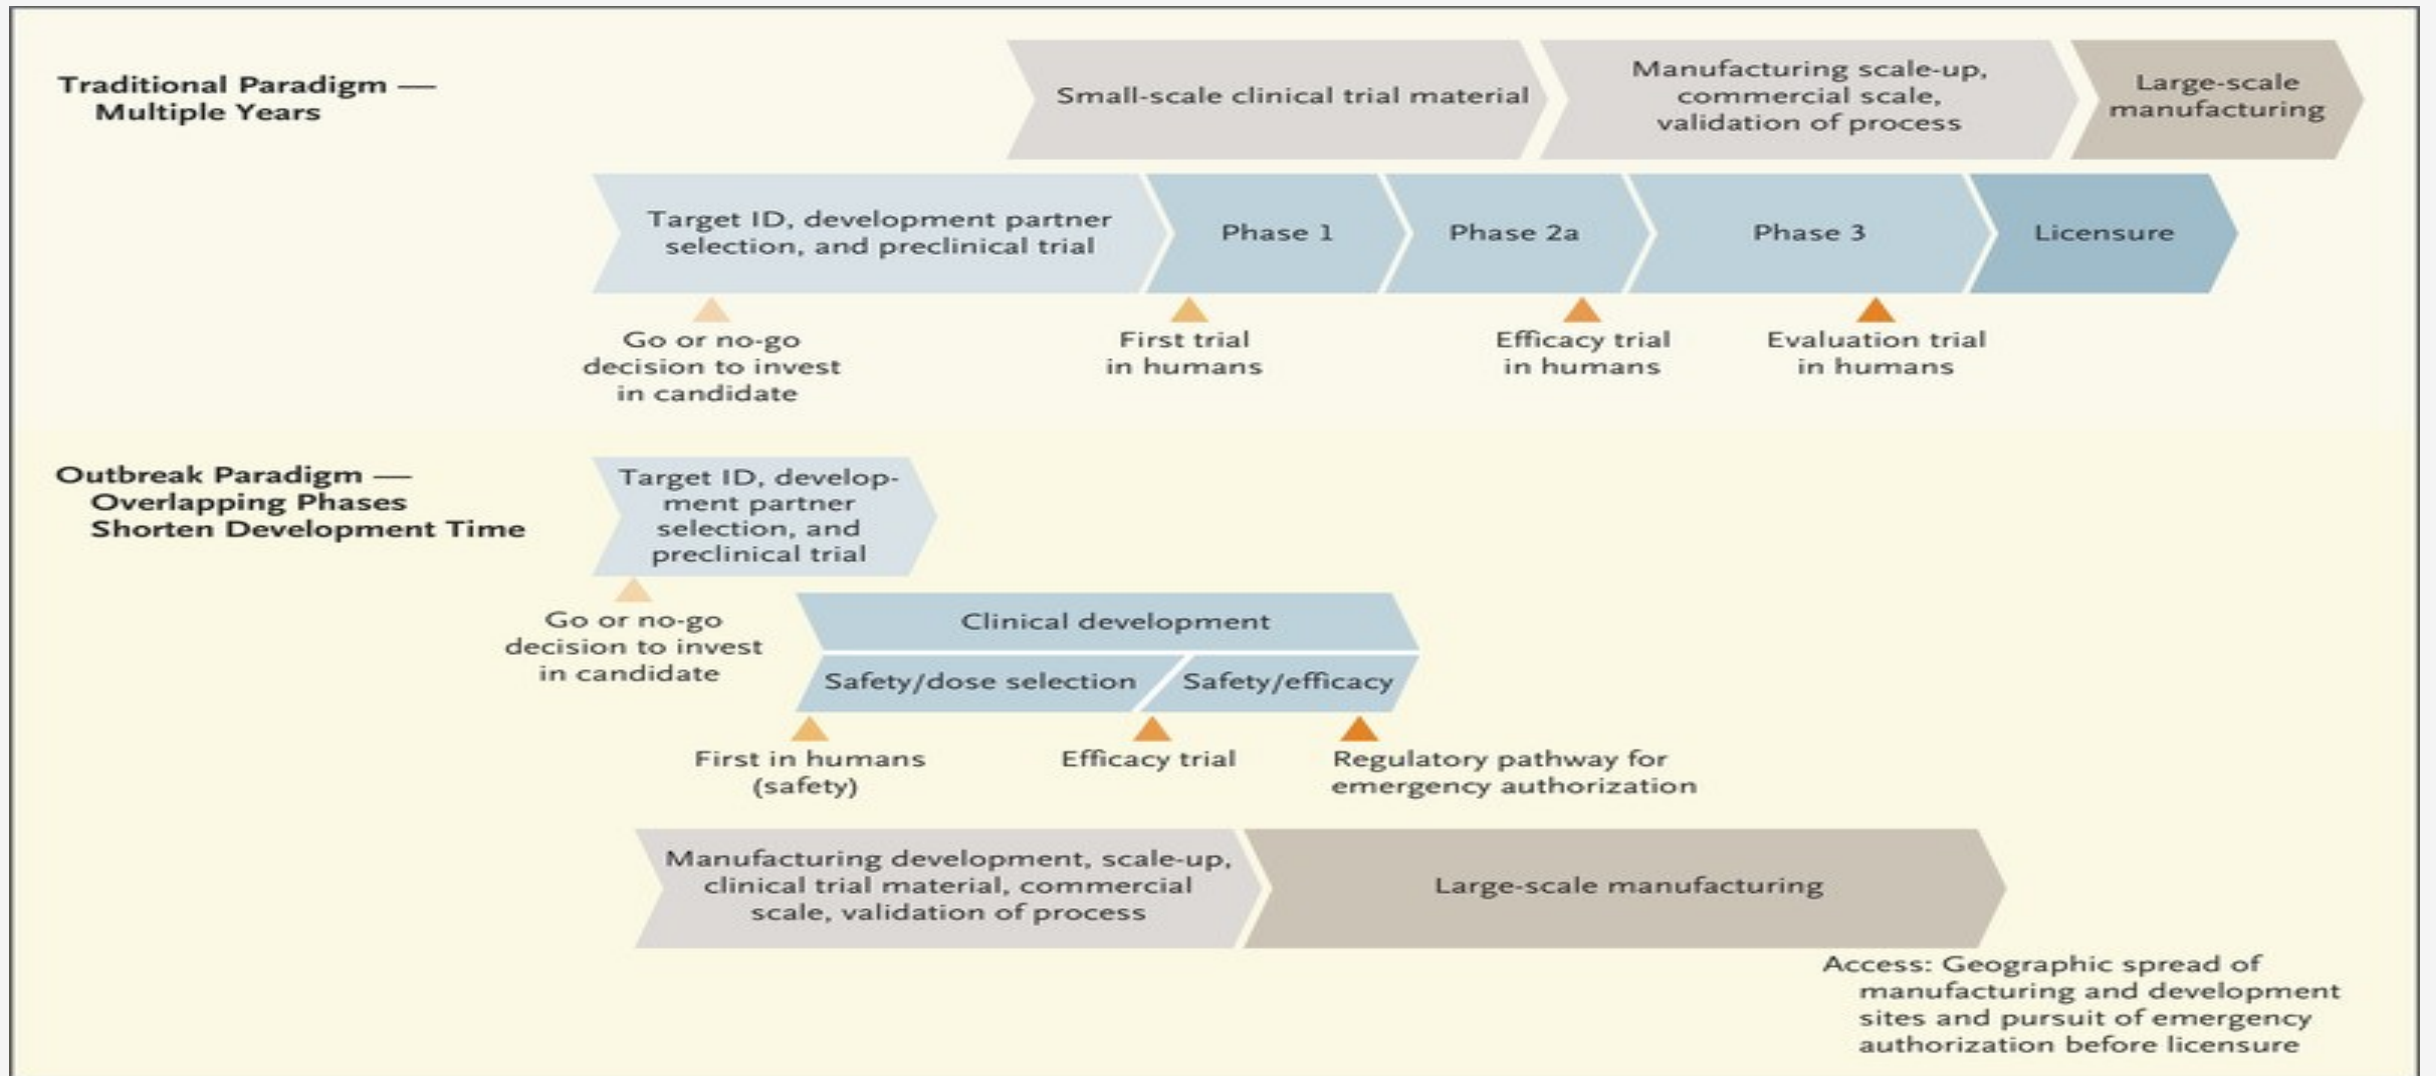 Traditional Paradigm —
Multiple Years
Small-scale clinical trial material
Manufacturing scale-up,
commercial scale,
validation of process
Large-scale
manufacturing
Target ID, development partner
selection, and preclinical trial
Phase 1
Phase 2a
Phase 3
Licensure
Go or no-go
decision to invest
in candidate
First trial
in humans
Efficacy trial
in humans
Evaluation trial
in humans
Outbreak Paradigm —
Overlapping Phases
Shorten Development Time
Target ID, develop-
ment partner
selection, and
preclinical trial
Go or no-go
decision to invest
in candidate
Clinical development
Safety/dose selection
Safety/efficacy
First in humans
(safety)
Efficacy trial
Regulatory pathway for
emergency authorization
Manufacturing development, scale-up,
clinical trial material, commercial
scale, validation of process
Large-scale manufacturing
Access: Geographic spread of
manufacturing and development
sites and pursuit of emergency
authorization before licensure